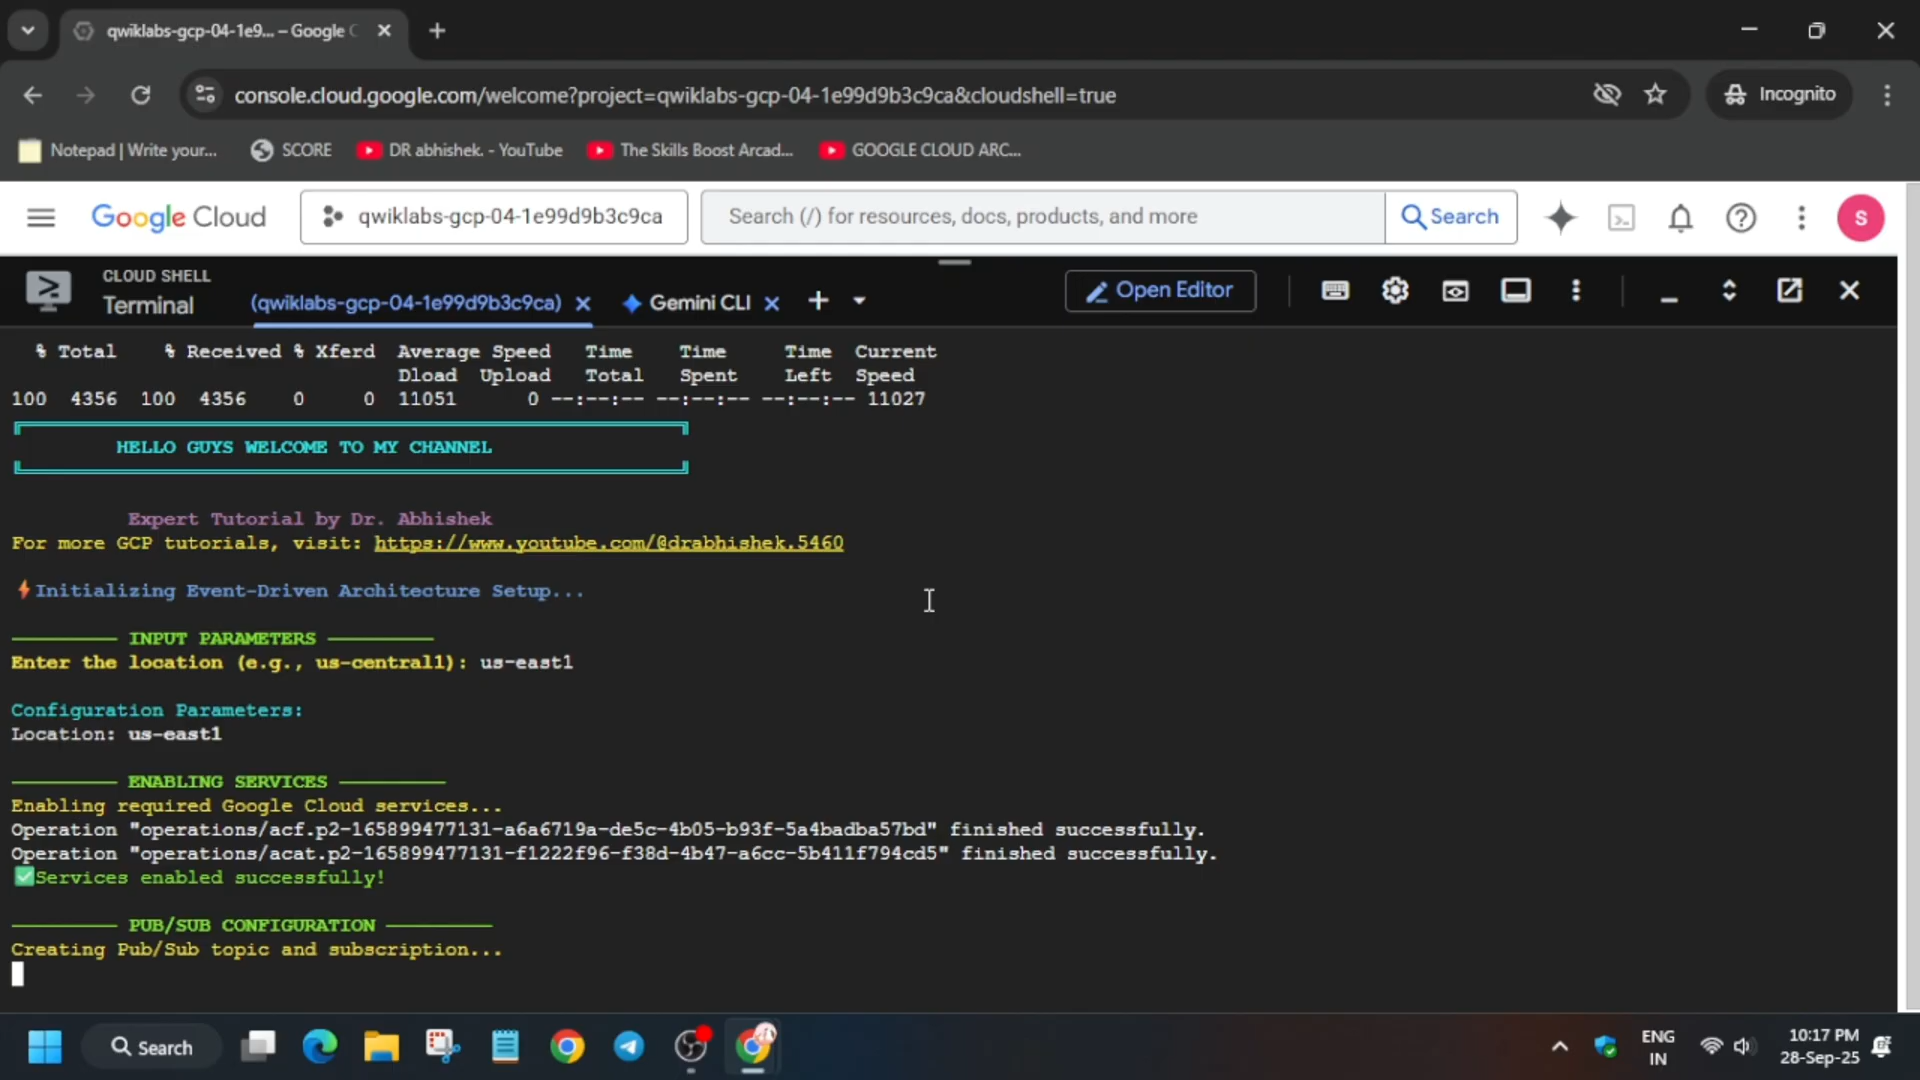 qwiklabs-gcp-04-1e9... – Google C
console.cloud.google.com/welcome?project=qwiklabs-gcp-04-1e99d9b3c9ca&cloudshell=true
Incognito
Notepad | Write your...
SCORE
DR abhishek. - YouTube
The Skills Boost Arcad...
GOOGLE CLOUD ARC...
Google Cloud
qwiklabs-gcp-04-1e99d9b3c9ca
Search (/) for resources, docs, products, and more
Search
S
CLOUD SHELL
Terminal
(qwiklabs-gcp-04-1e99d9b3c9ca)
Gemini CLI
Open Editor
% Total % Received % Xferd Average Speed Time Time Time Current
Dload Upload Total Spent Left Speed
100 4356 100 4356 0 0 11051 0 --:--:-- --:--:-- --:--:-- 11027
HELLO GUYS WELCOME TO MY CHANNEL
Expert Tutorial by Dr. Abhishek
For more GCP tutorials, visit: https://www.youtube.com/@drabhishek.5460
⚡Initializing Event-Driven Architecture Setup...
INPUT PARAMETERS
Enter the location (e.g., us-central1): us-east1
Configuration Parameters:
Location: us-east1
ENABLING SERVICES
Enabling required Google Cloud services...
Operation "operations/acf.p2-165899477131-a6a6719a-de5c-4b05-b93f-5a4badba57bd" finished successfully.
Operation "operations/acat.p2-165899477131-f1222f96-f38d-4b47-a6cc-5b411f794cd5" finished successfully.
✅Services enabled successfully!
PUB/SUB CONFIGURATION
Creating Pub/Sub topic and subscription...
Search
ENG
IN
10:17 PM
28-Sep-25